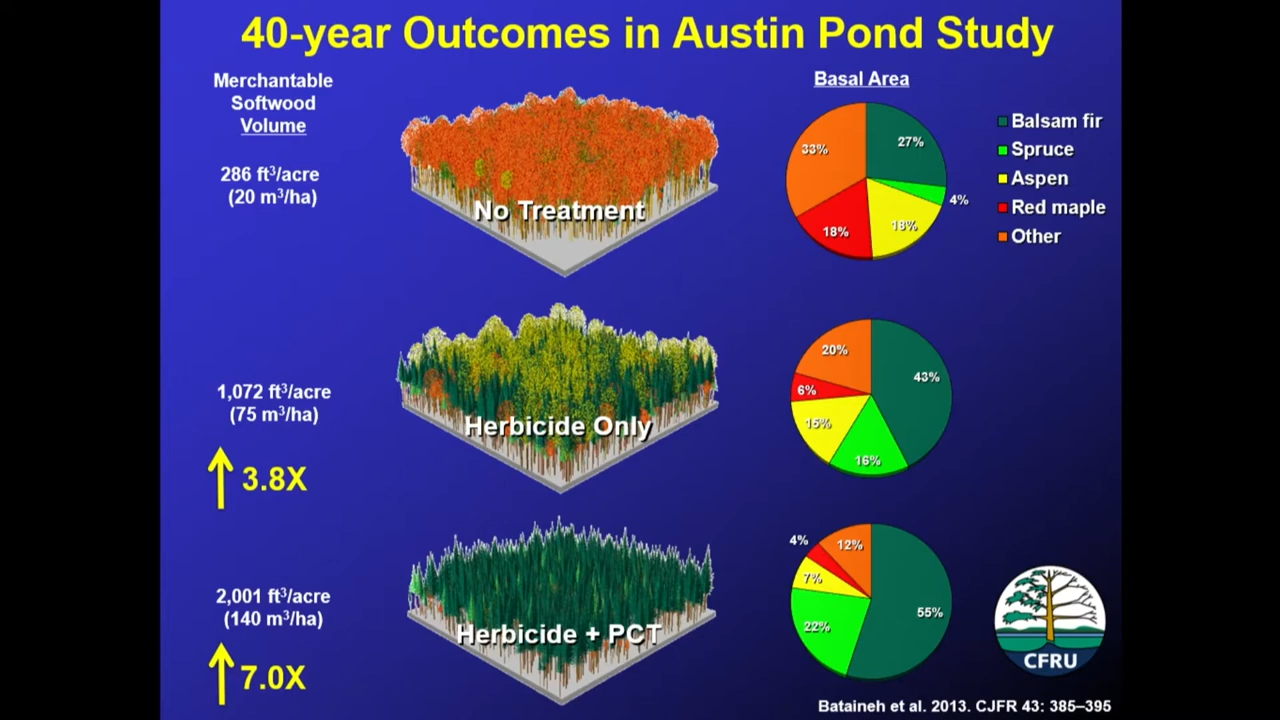 40-year Outcomes in Austin Pond Study
Merchantable
Softwood
Volume
286 ft³/acre
(20 m³/ha)
No Treatment
Basal Area
27%
4%
18%
18%
33%
Balsam fir
Spruce
Aspen
Red maple
Other
1,072 ft³/acre
(75 m³/ha)
3.8X
Herbicide Only
43%
16%
15%
6%
20%
2,001 ft³/acre
(140 m³/ha)
7.0X
Herbicide + PCT
55%
22%
7%
4%
12%
CFRU
Bataineh et al. 2013. CJFR 43: 385–395